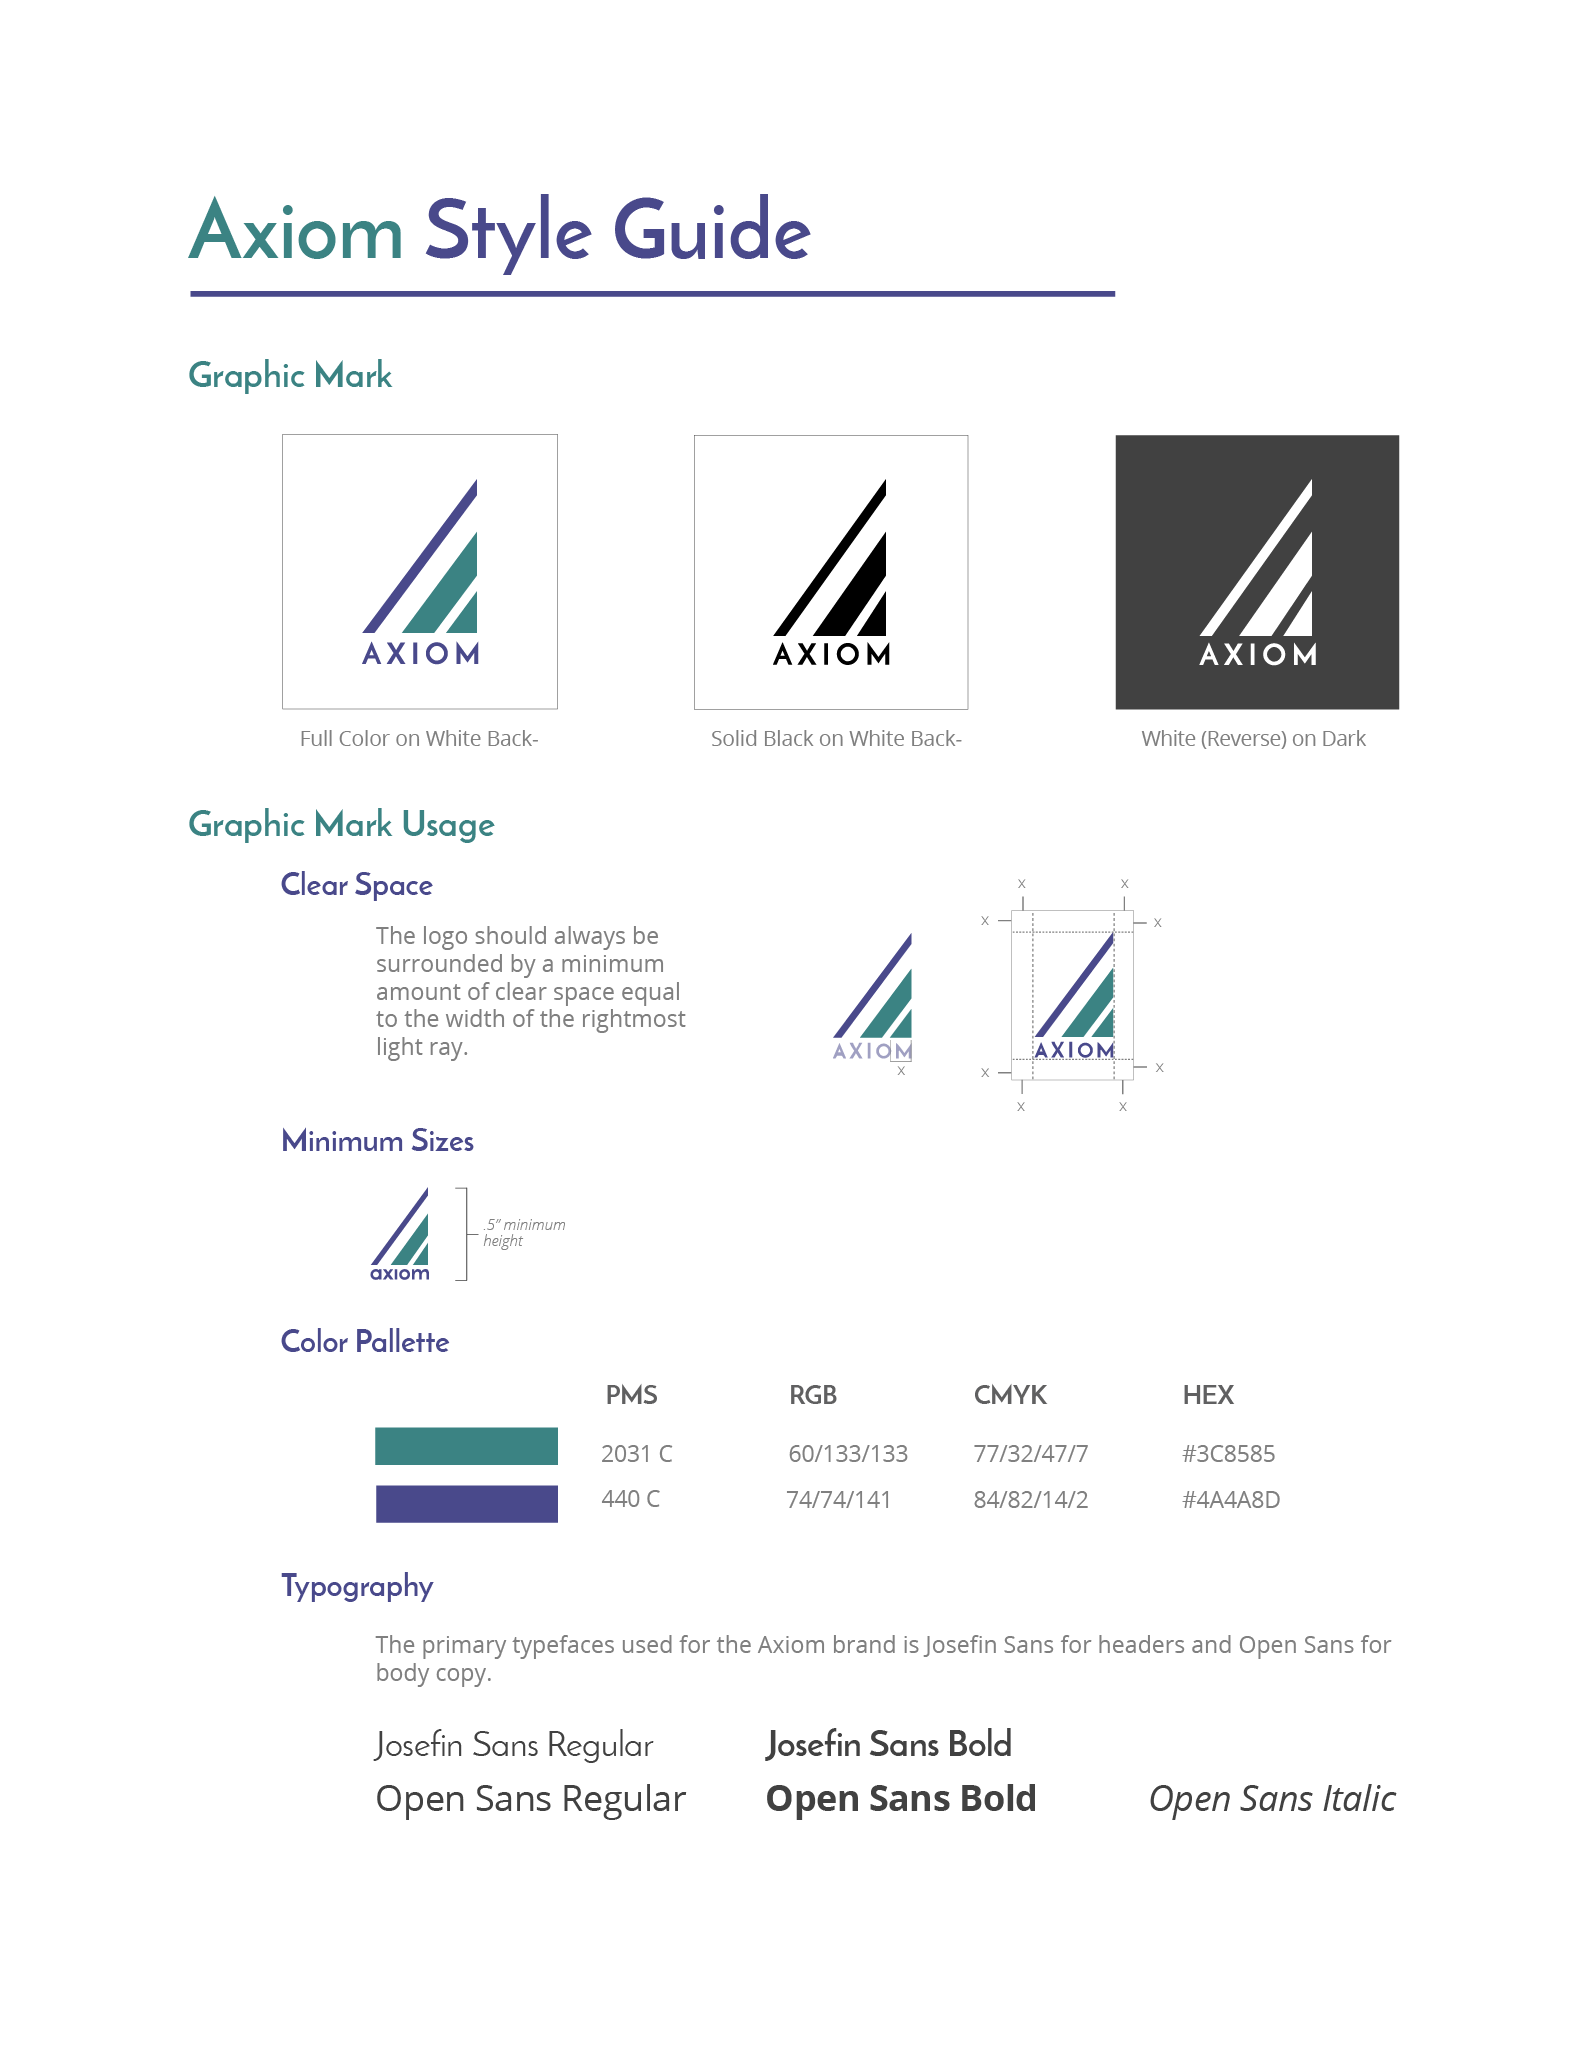 Axiom Style Guide
Graphic Mark
AXIOM
AXIOM
AXIOM
Full Color on White Back-
Solid Black on White Back-
White (Reverse) on Dark
Graphic Mark Usage
Clear Space
The logo should always be
surrounded by a minimum
amount of clear space equal
to the width of the rightmost
light ray.
AXIOM
x
x x
x x
AXIOM
x x
x x
Minimum Sizes
.5" minimum
height
axiom
Color Pallette
PMS RGB CMYK HEX
2031 C 60/133/133 77/32/47/7 #3C8585
440 C 74/74/141 84/82/14/2 #4A4A8D
Typography
The primary typefaces used for the Axiom brand is Josefin Sans for headers and Open Sans for
body copy.
Josefin Sans Regular Josefin Sans Bold
Open Sans Regular Open Sans Bold Open Sans Italic